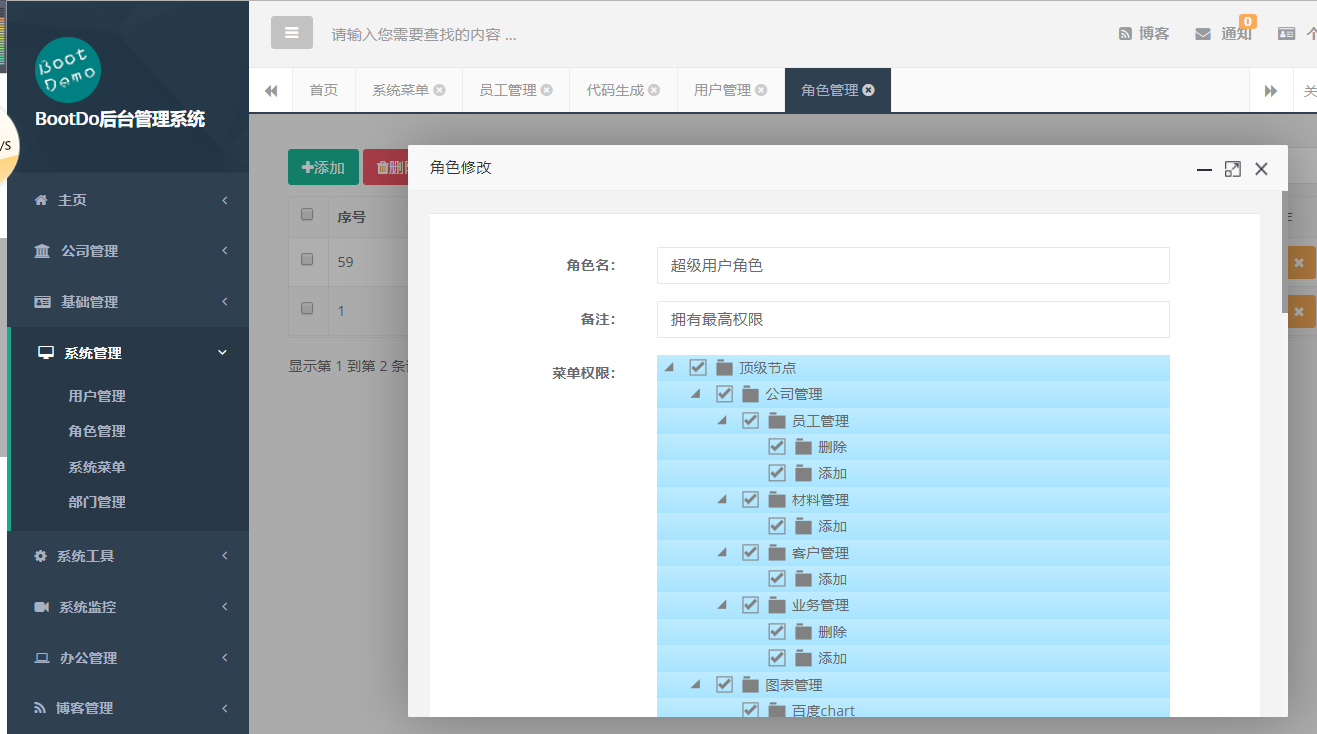 Boot
Demo
BootDo后台管理系统
/s
主页
公司管理
基础管理
系统管理
用户管理
角色管理
系统菜单
部门管理
系统工具
系统监控
办公管理
博客管理
请输入您需要查找的内容 ...
博客
通知
0
首页
系统菜单
员工管理
代码生成
用户管理
角色管理
添加
序号
59
1
显示第 1 到第 2 条
角色修改
角色名：
超级用户角色
备注：
拥有最高权限
菜单权限：
顶级节点
公司管理
员工管理
删除
添加
材料管理
添加
客户管理
添加
业务管理
删除
添加
图表管理
百度chart